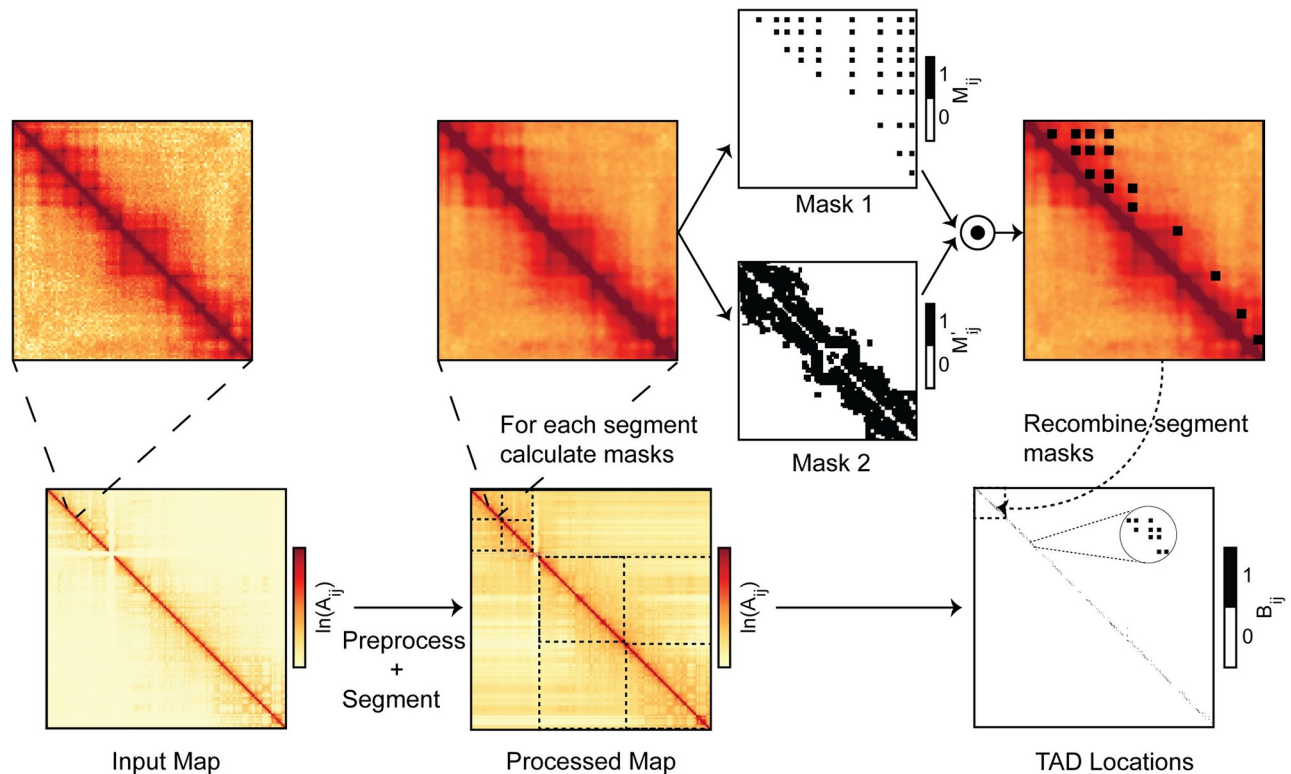 1
0
M_ij
Mask 1
1
0
M'_ij
Mask 2
For each segment
calculate masks
Recombine segment
masks
ln(A_ij)
Preprocess
+
Segment
ln(A_ij)
1
0
B_ij
Input Map
Processed Map
TAD Locations